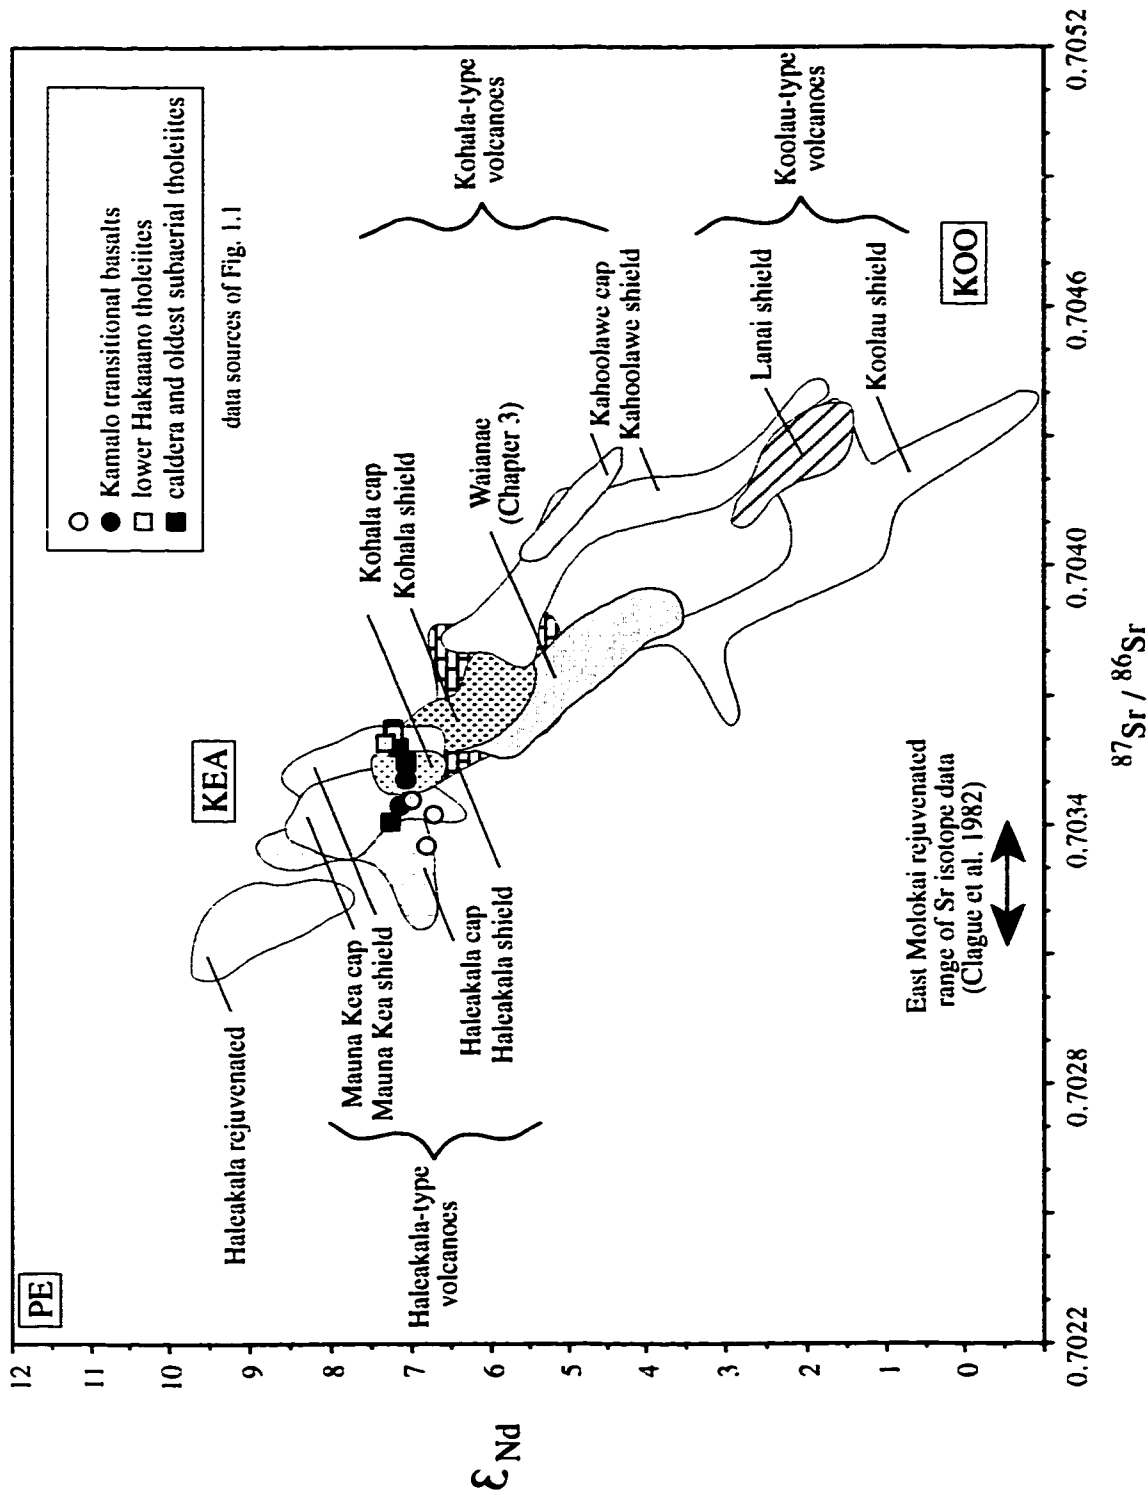 12
11
10
9
8
7
6
5
4
3
2
1
0
εNd
PE
KEA
KOO
Kamalo transitional basalts
lower Hakaaano tholeiites
caldera and oldest subaerial tholeiites
data sources of Fig. 1.1
Haleakala rejuvenated
Mauna Kea cap
Mauna Kea shield
Haleakala-type
volcanoes
Haleakala cap
Haleakala shield
Kohala cap
Kohala shield
Waianae
(Chapter 3)
Kahoolawe cap
Kahoolawe shield
Kohala-type
volcanoes
Lanai shield
Koolau shield
Koolau-type
volcanoes
East Molokai rejuvenated
range of Sr isotope data
(Clague et al. 1982)
0.7022
0.7028
0.7034
0.7040
0.7046
0.7052
87Sr / 86Sr